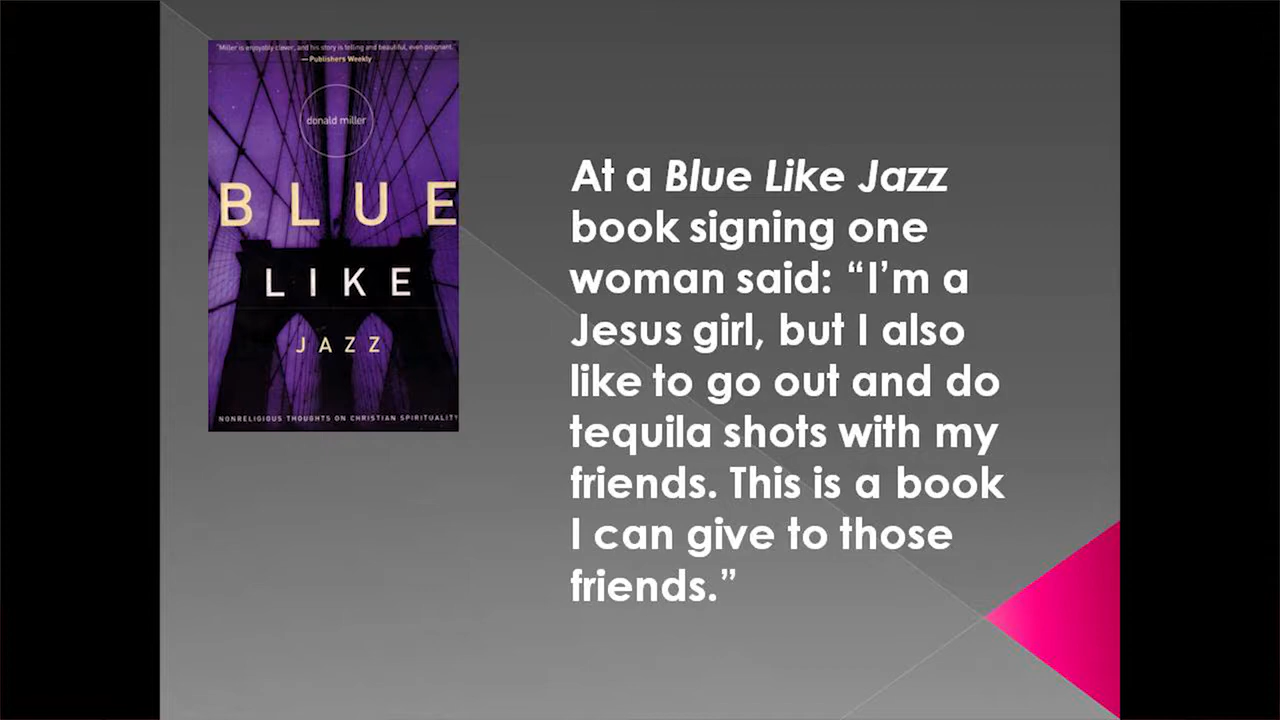 "Miller is enjoyably clever, and his story is telling and beautiful, even poignant."
— Publishers Weekly
donald miller
BLUE
LIKE
JAZZ
NONRELIGIOUS THOUGHTS ON CHRISTIAN SPIRITUALITY
At a Blue Like Jazz
book signing one
woman said: “I’m a
Jesus girl, but I also
like to go out and do
tequila shots with my
friends. This is a book
I can give to those
friends.”